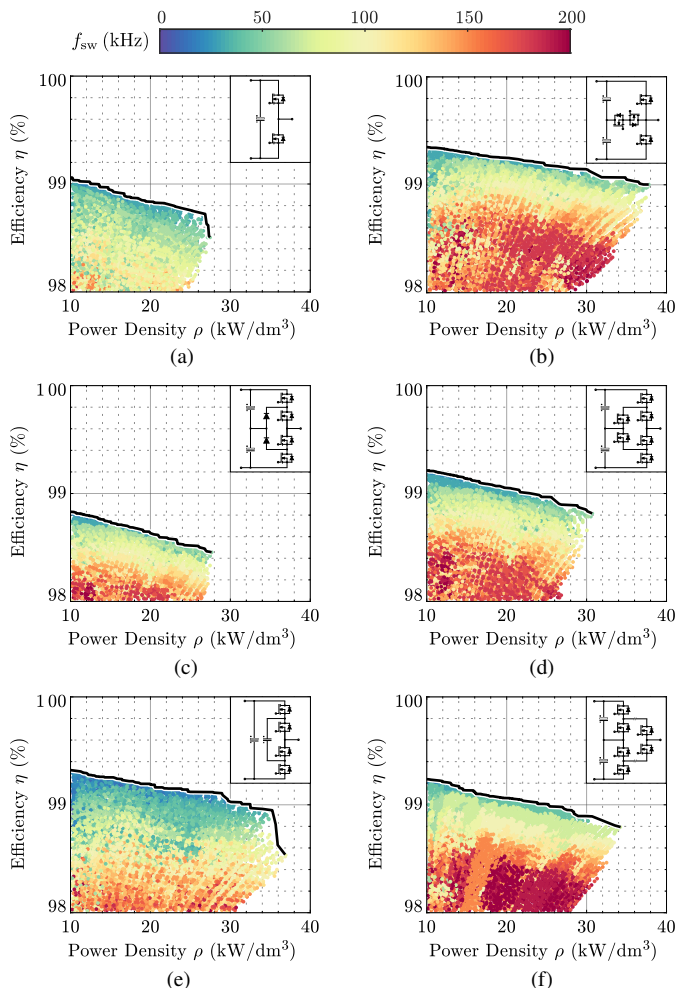 0 50 100 150 200
f_sw (kHz)
100
99
98
Efficiency η (%)
10 20 30 40
Power Density ρ (kW/dm³)
(a)
100
99
98
Efficiency η (%)
10 20 30 40
Power Density ρ (kW/dm³)
(b)
100
99
98
Efficiency η (%)
10 20 30 40
Power Density ρ (kW/dm³)
(c)
100
99
98
Efficiency η (%)
10 20 30 40
Power Density ρ (kW/dm³)
(d)
100
99
98
Efficiency η (%)
10 20 30 40
Power Density ρ (kW/dm³)
(e)
100
99
98
Efficiency η (%)
10 20 30 40
Power Density ρ (kW/dm³)
(f)